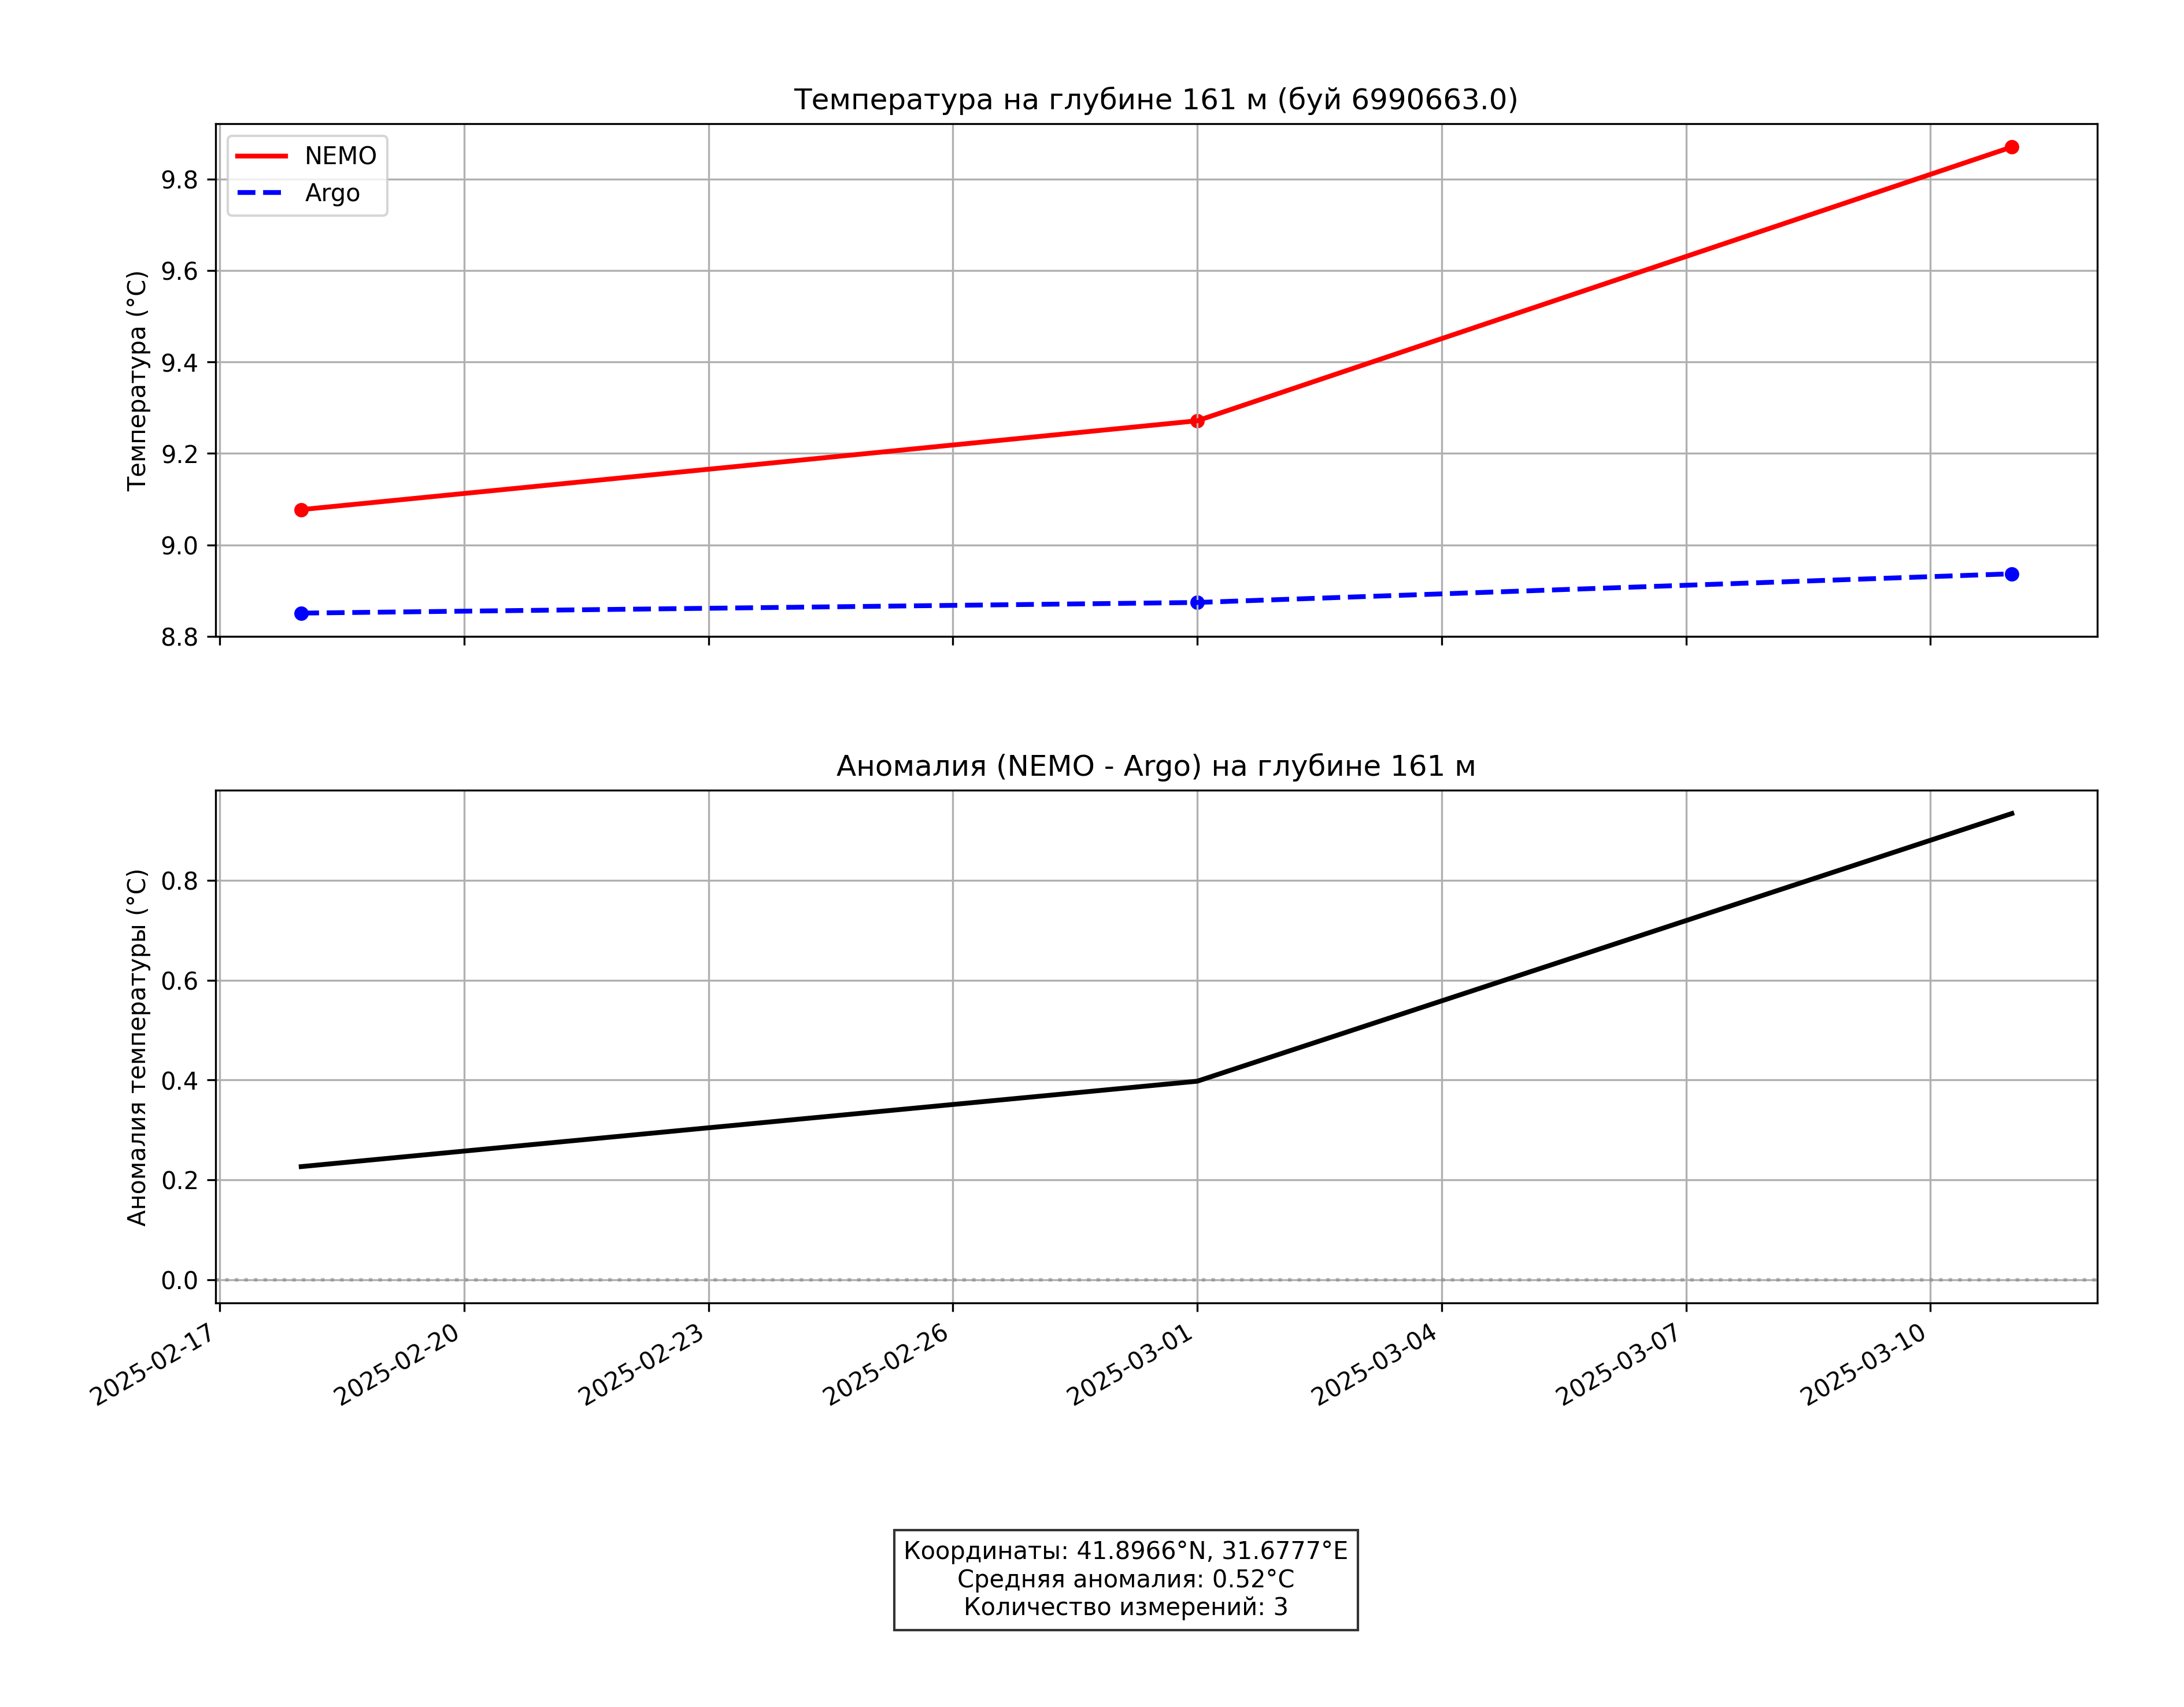 Температура на глубине 161 м (буй 6990663.0)
NEMO
Argo
Температура (°C)
9.8
9.6
9.4
9.2
9.0
8.8
Аномалия (NEMO - Argo) на глубине 161 м
Аномалия температуры (°C)
0.8
0.6
0.4
0.2
0.0
2025-02-17
2025-02-20
2025-02-23
2025-02-26
2025-03-01
2025-03-04
2025-03-07
2025-03-10
Координаты: 41.8966°N, 31.6777°E
Средняя аномалия: 0.52°C
Количество измерений: 3